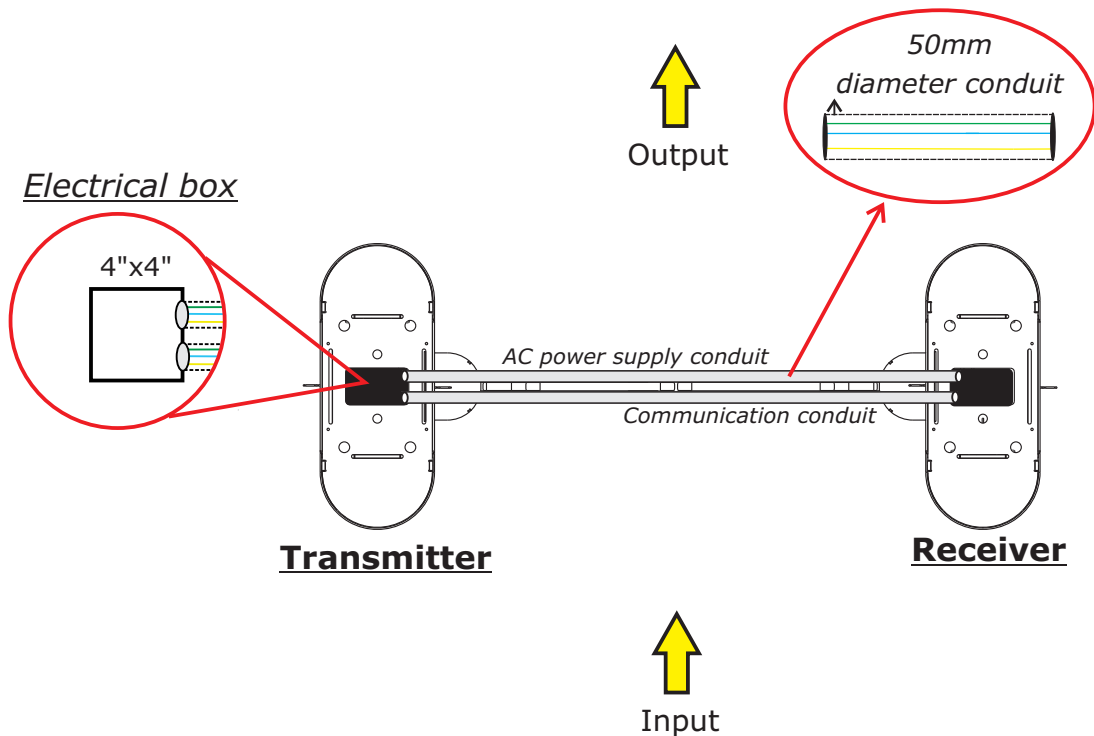 50mm
diameter conduit
Output
Electrical box
4"x4"
AC power supply conduit
Communication conduit
Transmitter
Receiver
Input